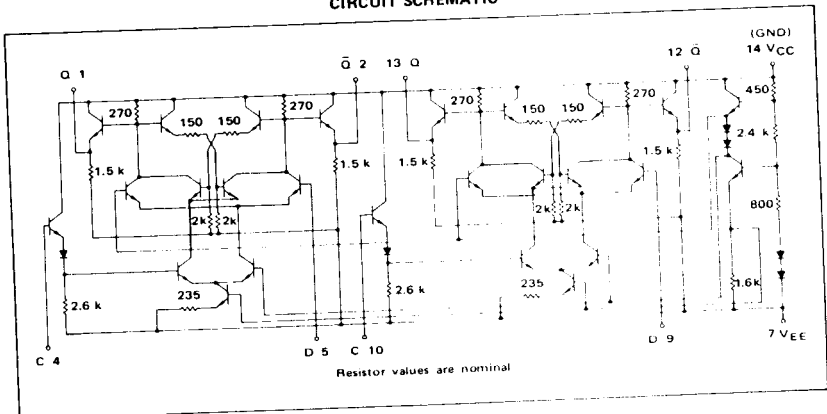 CIRCUIT SCHEMATIC
(GND)
Q 1
Q̄ 2
13 Q
12 Q̄
14 VCC
270
150
150
270
270
150
150
270
450
1.5 k
1.5 k
1.5 k
1.5 k
2.4 k
2k
2k
2k
2k
800
2.6 k
235
2.6 k
235
1.6k
C 4
D 5
C 10
D 9
7 VEE
Resistor values are nominal